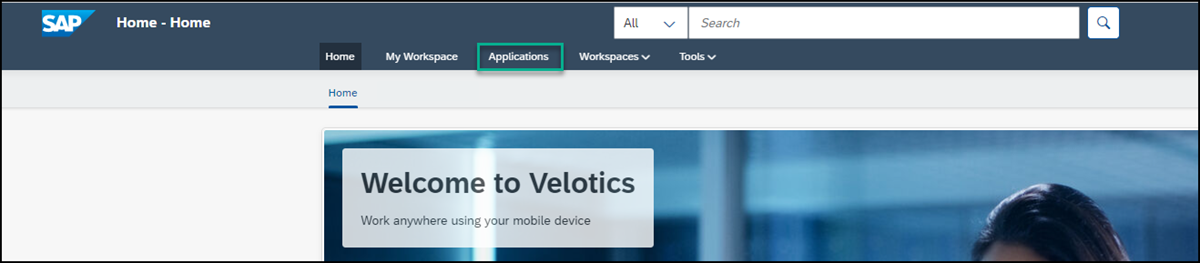 SAP Home - Home All Search
Home My Workspace Applications Workspaces Tools
Home
Welcome to Velotics
Work anywhere using your mobile device